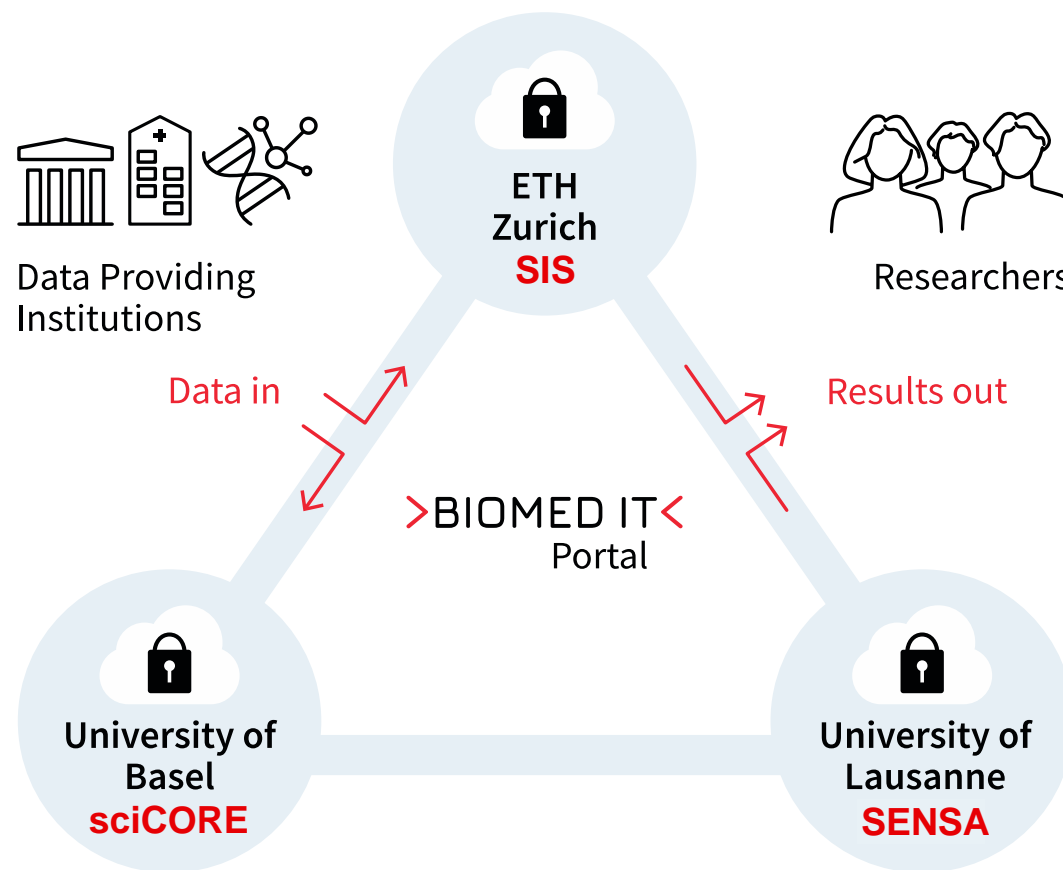 ETH
Zurich
SIS
Data Providing
Institutions
Researchers
Data in
Results out
>BIOMED IT<
Portal
University of
Basel
sciCORE
University of
Lausanne
SENSA